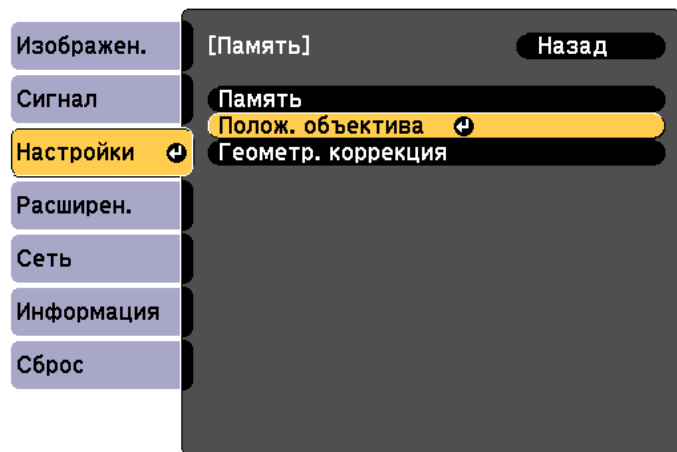 Изображен.
Сигнал
Настройки
Расширен.
Сеть
Информация
Сброс
[Память]
Назад
Память
Полож. объектива
Геометр. коррекция